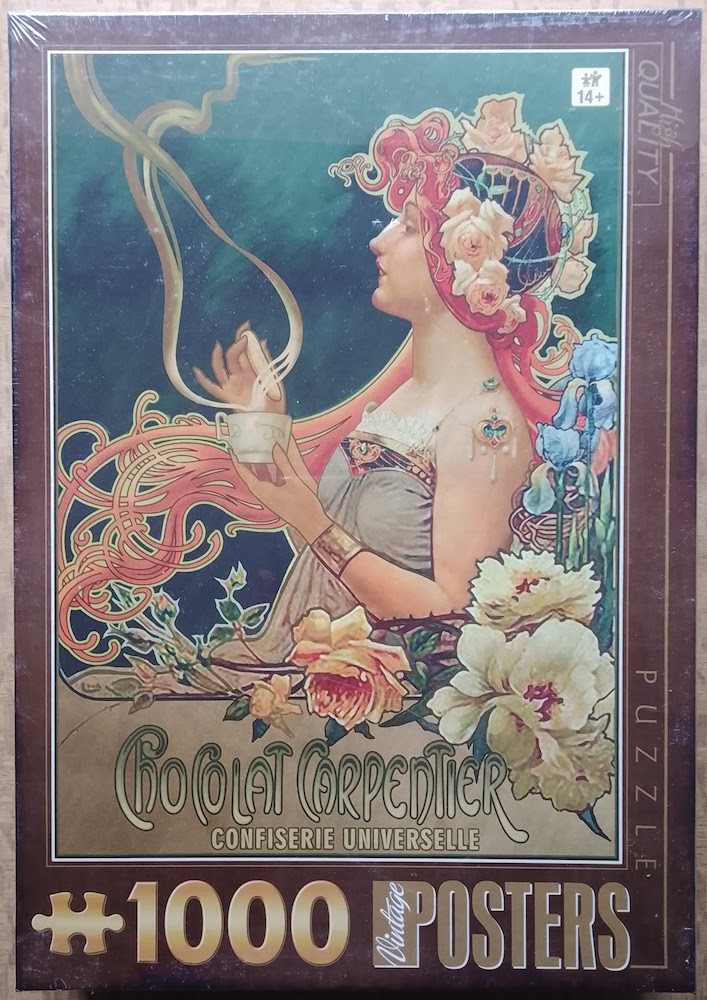 High
QUALITY
14+
PUZZLE
CHOCOLAT CARPENTIER
CONFISERIE UNIVERSELLE
1000
Vintage
POSTERS